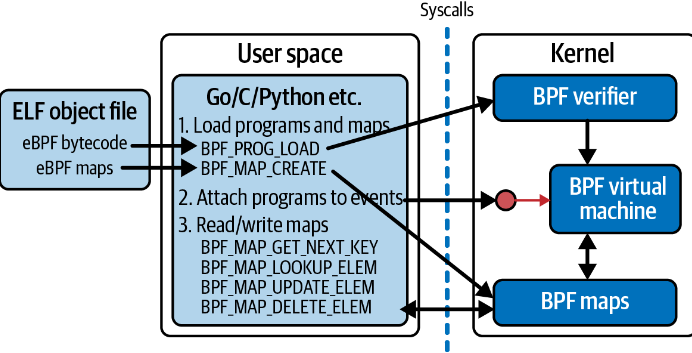 Syscalls
User space
Kernel
ELF object file
eBPF bytecode
eBPF maps
Go/C/Python etc.
1. Load programs and maps
BPF_PROG_LOAD
BPF_MAP_CREATE
2. Attach programs to events
3. Read/write maps
BPF_MAP_GET_NEXT_KEY
BPF_MAP_LOOKUP_ELEM
BPF_MAP_UPDATE_ELEM
BPF_MAP_DELETE_ELEM
BPF verifier
BPF virtual
machine
BPF maps